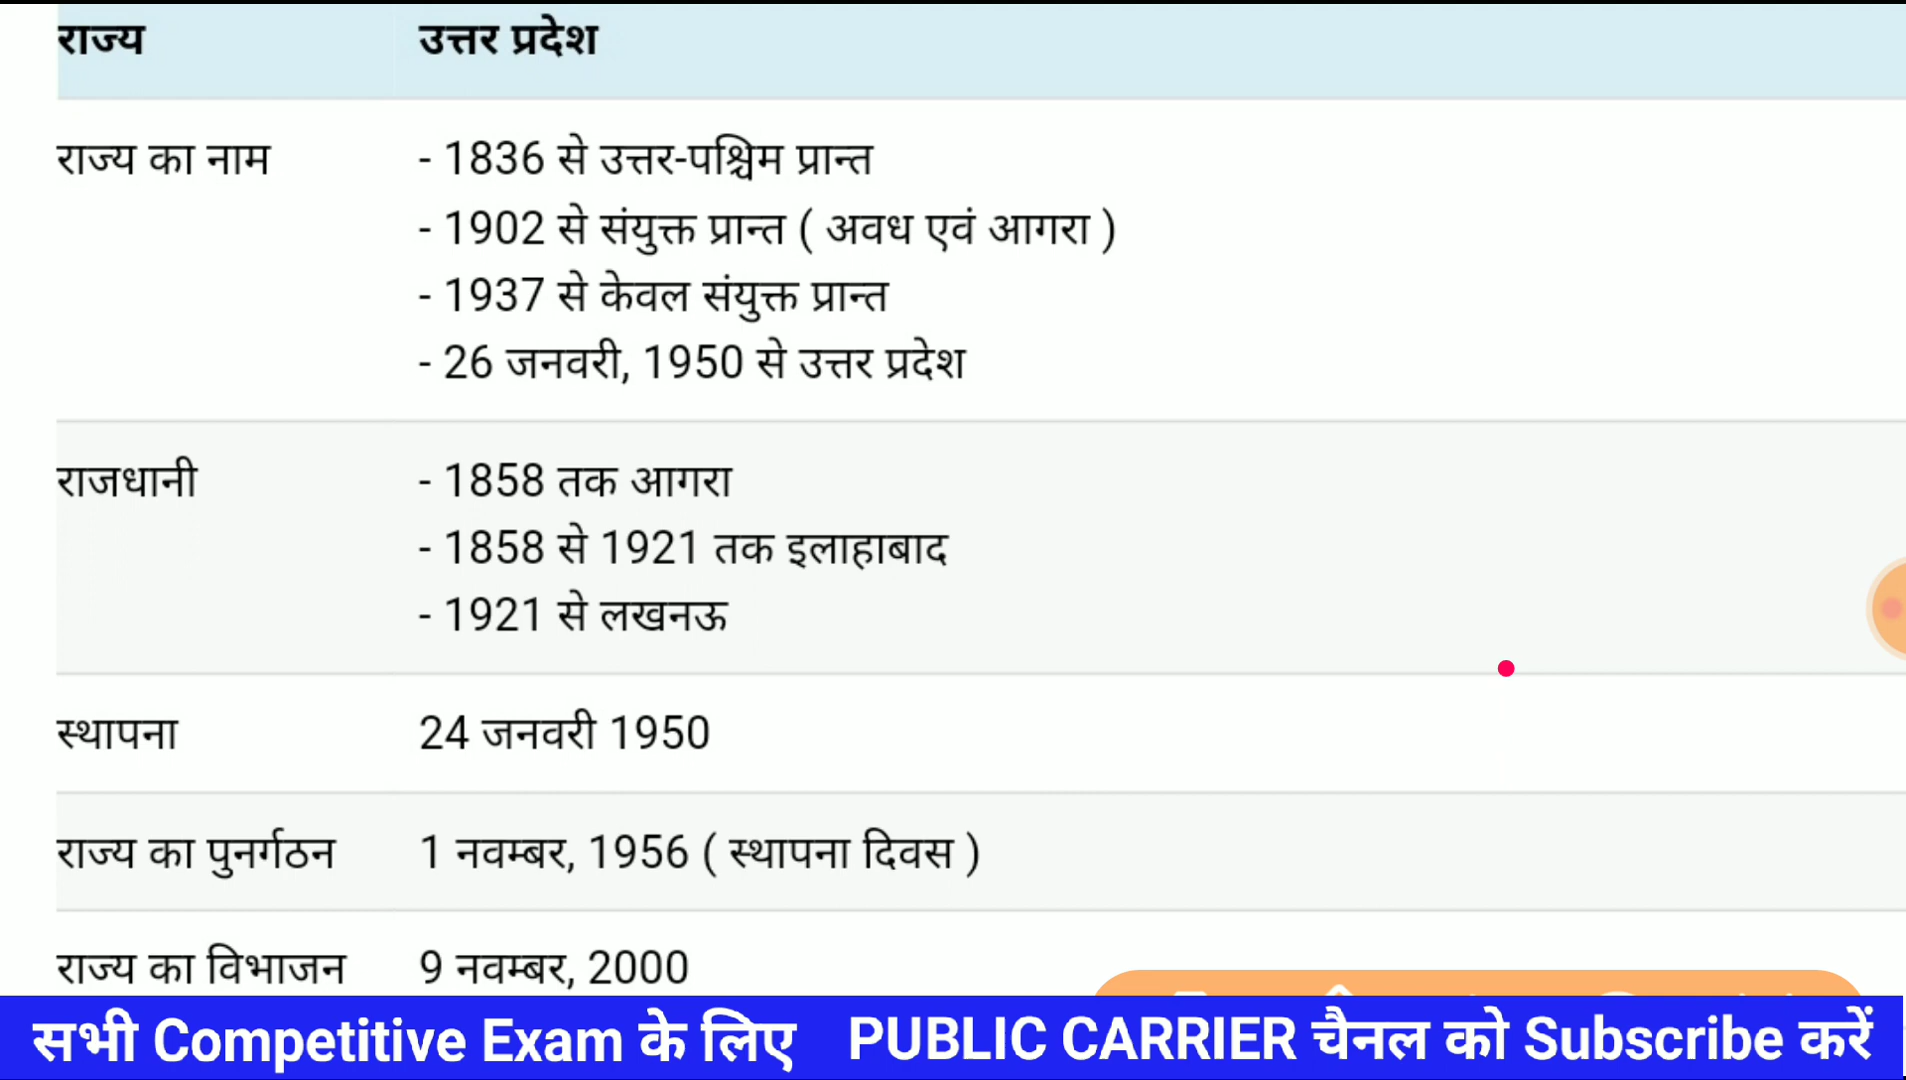 राज्य उत्तर प्रदेश
राज्य का नाम - 1836 से उत्तर-पश्चिम प्रान्त
- 1902 से संयुक्त प्रान्त ( अवध एवं आगरा )
- 1937 से केवल संयुक्त प्रान्त
- 26 जनवरी, 1950 से उत्तर प्रदेश
राजधानी - 1858 तक आगरा
- 1858 से 1921 तक इलाहाबाद
- 1921 से लखनऊ
स्थापना 24 जनवरी 1950
राज्य का पुनर्गठन 1 नवम्बर, 1956 ( स्थापना दिवस )
राज्य का विभाजन 9 नवम्बर, 2000
सभी Competitive Exam के लिए PUBLIC CARRIER चैनल को Subscribe करें